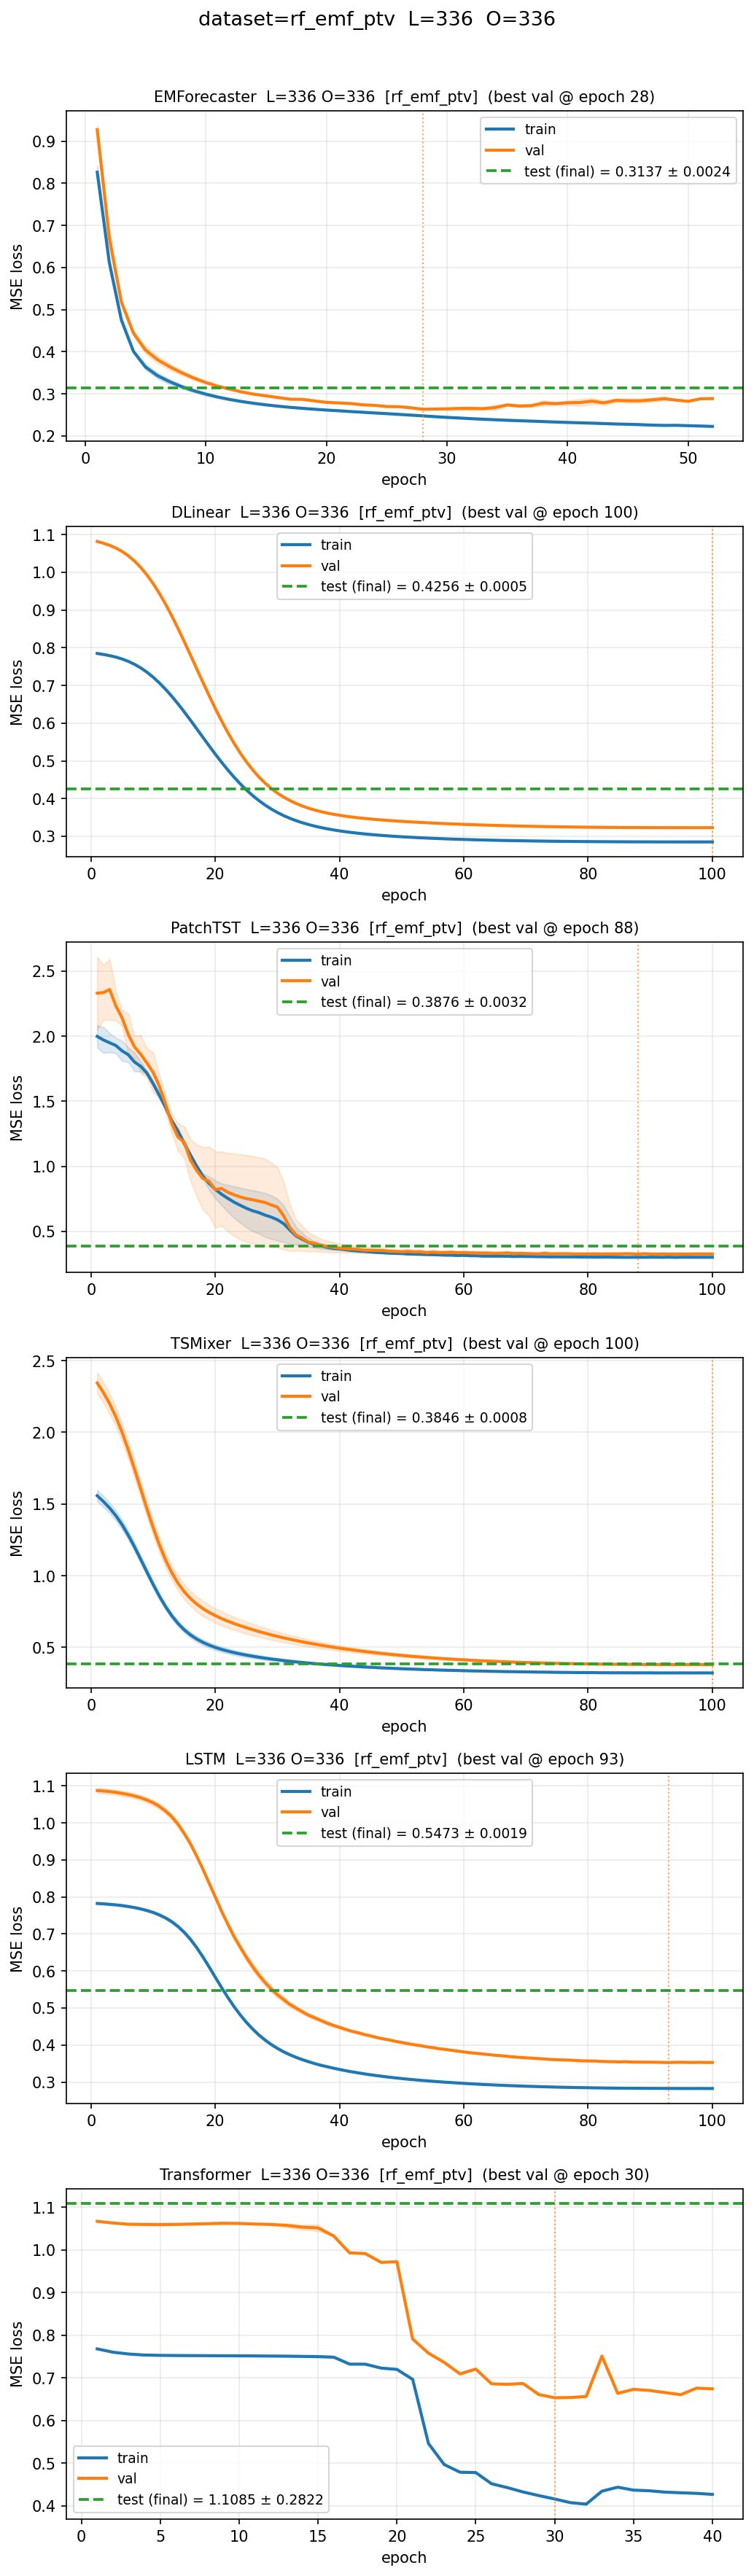 dataset=rf_emf_ptv  L=336  O=336
EMForecaster  L=336 O=336  [rf_emf_ptv]  (best val @ epoch 28)
train
val
test (final) = 0.3137 ± 0.0024
MSE loss
0.9
0.8
0.7
0.6
0.5
0.4
0.3
0.2
0 10 20 30 40 50
epoch
DLinear  L=336 O=336  [rf_emf_ptv]  (best val @ epoch 100)
train
val
test (final) = 0.4256 ± 0.0005
MSE loss
1.1
1.0
0.9
0.8
0.7
0.6
0.5
0.4
0.3
0 20 40 60 80 100
epoch
PatchTST  L=336 O=336  [rf_emf_ptv]  (best val @ epoch 88)
train
val
test (final) = 0.3876 ± 0.0032
MSE loss
2.5
2.0
1.5
1.0
0.5
0 20 40 60 80 100
epoch
TSMixer  L=336 O=336  [rf_emf_ptv]  (best val @ epoch 100)
train
val
test (final) = 0.3846 ± 0.0008
MSE loss
2.5
2.0
1.5
1.0
0.5
0 20 40 60 80 100
epoch
LSTM  L=336 O=336  [rf_emf_ptv]  (best val @ epoch 93)
train
val
test (final) = 0.5473 ± 0.0019
MSE loss
1.1
1.0
0.9
0.8
0.7
0.6
0.5
0.4
0.3
0 20 40 60 80 100
epoch
Transformer  L=336 O=336  [rf_emf_ptv]  (best val @ epoch 30)
MSE loss
1.1
1.0
0.9
0.8
0.7
0.6
0.5
0.4
train
val
test (final) = 1.1085 ± 0.2822
0 5 10 15 20 25 30 35 40
epoch